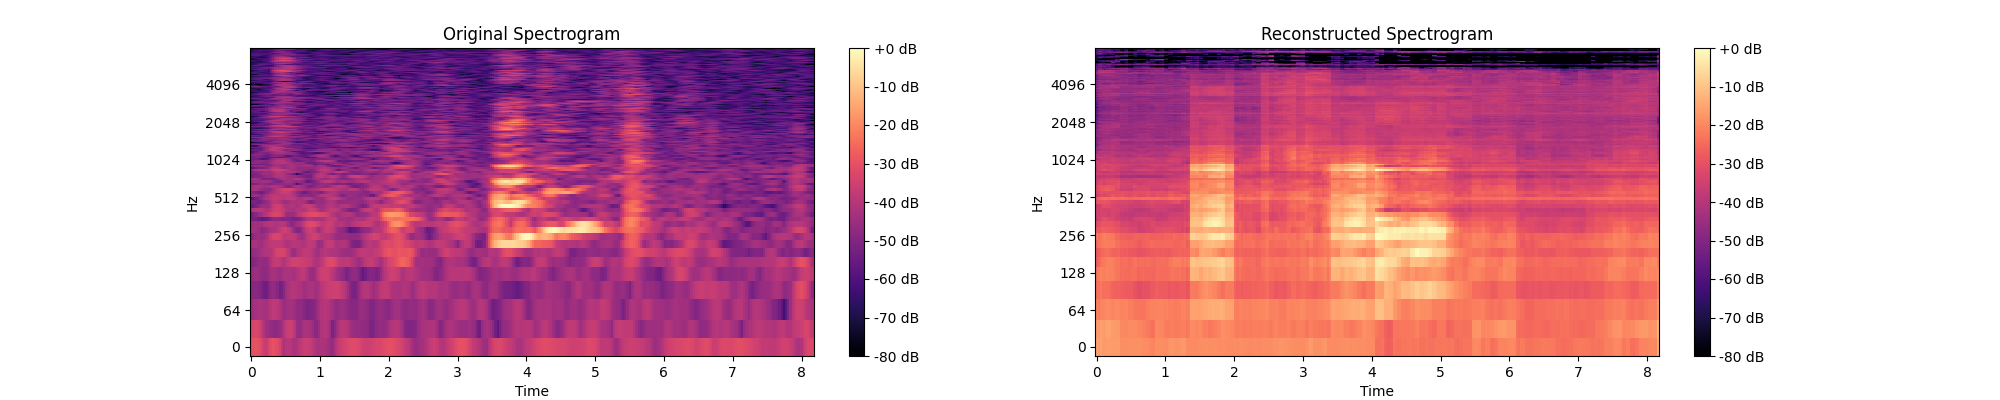 Original Spectrogram
Hz
4096
2048
1024
512
256
128
64
0
0 1 2 3 4 5 6 7 8
Time
+0 dB
-10 dB
-20 dB
-30 dB
-40 dB
-50 dB
-60 dB
-70 dB
-80 dB
Reconstructed Spectrogram
Hz
4096
2048
1024
512
256
128
64
0
0 1 2 3 4 5 6 7 8
Time
+0 dB
-10 dB
-20 dB
-30 dB
-40 dB
-50 dB
-60 dB
-70 dB
-80 dB